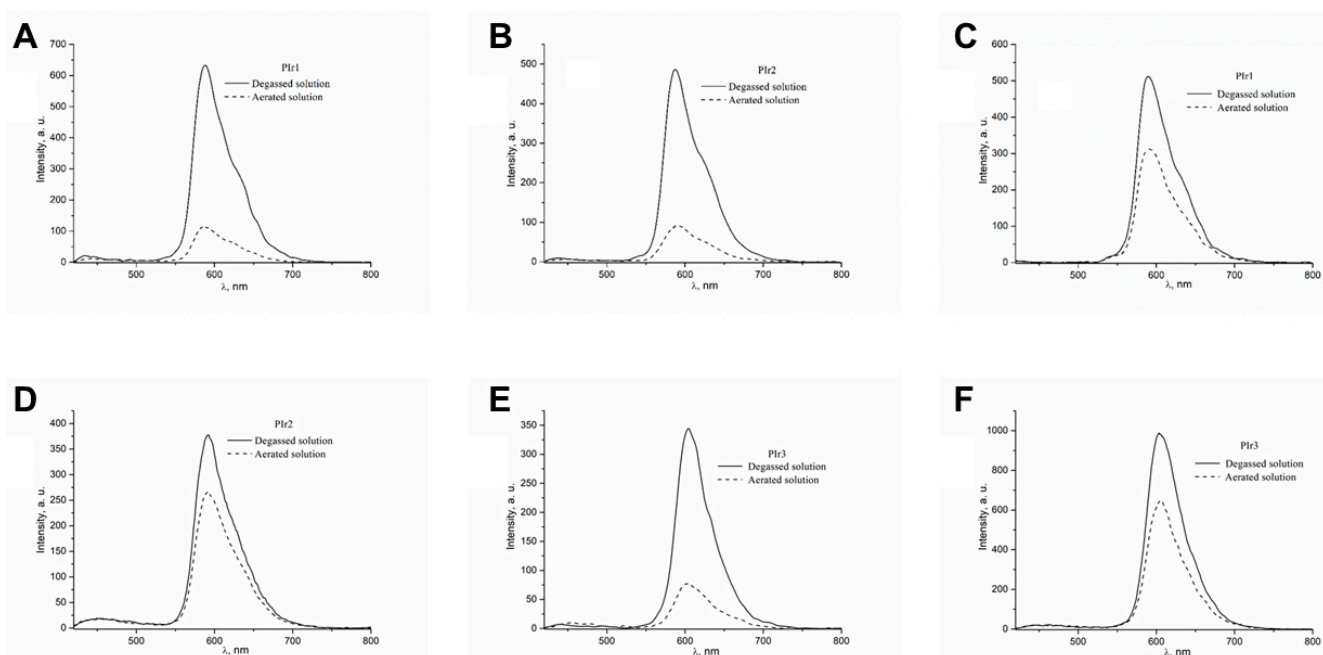 A
700
600
500
400
300
200
100
0
Intensity, a. u.
PIr1
Degassed solution
Aerated solution
500 600 700 800
λ, nm
B
500
400
300
200
100
0
Intensity, a. u.
PIr2
Degassed solution
Aerated solution
500 600 700 800
λ, nm
C
600
500
400
300
200
100
0
Intensity, a. u.
PIr1
Degassed solution
Aerated solution
500 600 700 800
λ, nm
D
400
350
300
250
200
150
100
50
0
Intensity, a. u.
PIr2
Degassed solution
Aerated solution
500 600 700 800
λ, nm
E
350
300
250
200
150
100
50
0
Intensity, a. u.
PIr3
Degassed solution
Aerated solution
500 600 700 800
λ, nm
F
1000
800
600
400
200
0
Intensity, a. u.
PIr3
Degassed solution
Aerated solution
500 600 700 800
λ, nm